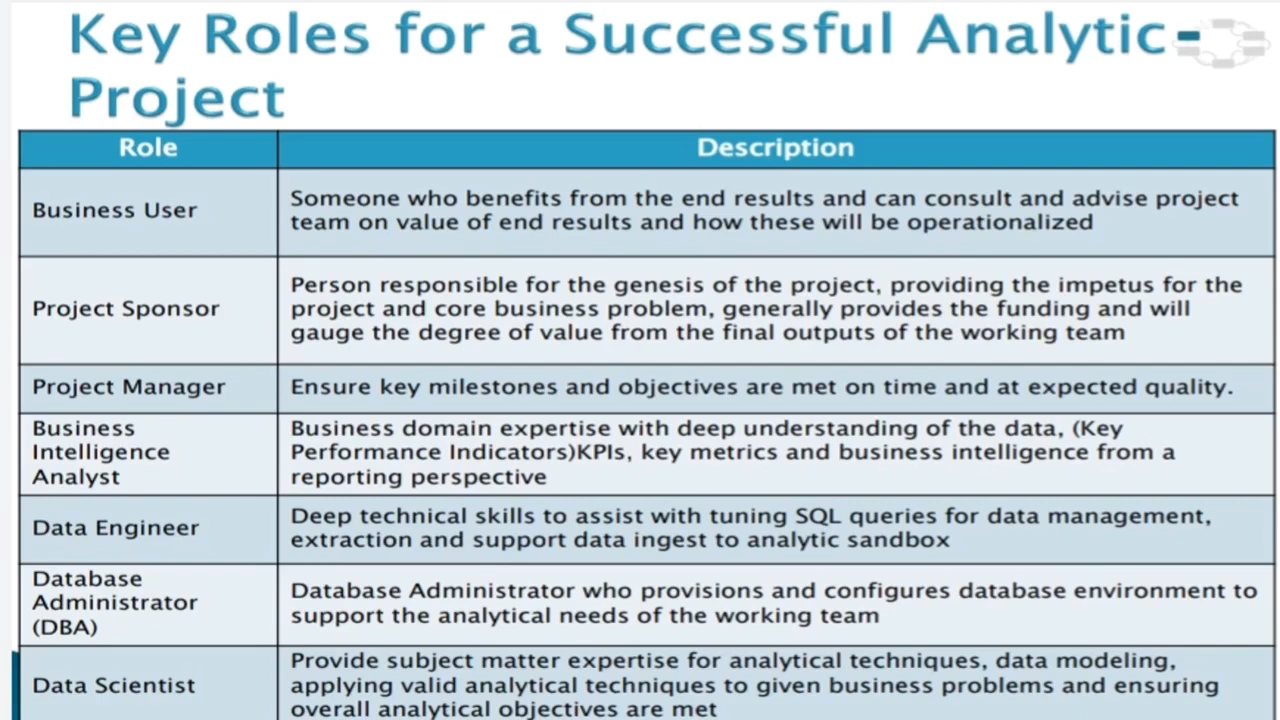 Key Roles for a Successful Analytic
Project
Role
Description
Business User
Someone who benefits from the end results and can consult and advise project
team on value of end results and how these will be operationalized
Project Sponsor
Person responsible for the genesis of the project, providing the impetus for the
project and core business problem, generally provides the funding and will
gauge the degree of value from the final outputs of the working team
Project Manager
Ensure key milestones and objectives are met on time and at expected quality.
Business
Intelligence
Analyst
Business domain expertise with deep understanding of the data, (Key
Performance Indicators)KPIs, key metrics and business intelligence from a
reporting perspective
Data Engineer
Deep technical skills to assist with tuning SQL queries for data management,
extraction and support data ingest to analytic sandbox
Database
Administrator
(DBA)
Database Administrator who provisions and configures database environment to
support the analytical needs of the working team
Data Scientist
Provide subject matter expertise for analytical techniques, data modeling,
applying valid analytical techniques to given business problems and ensuring
overall analytical objectives are met